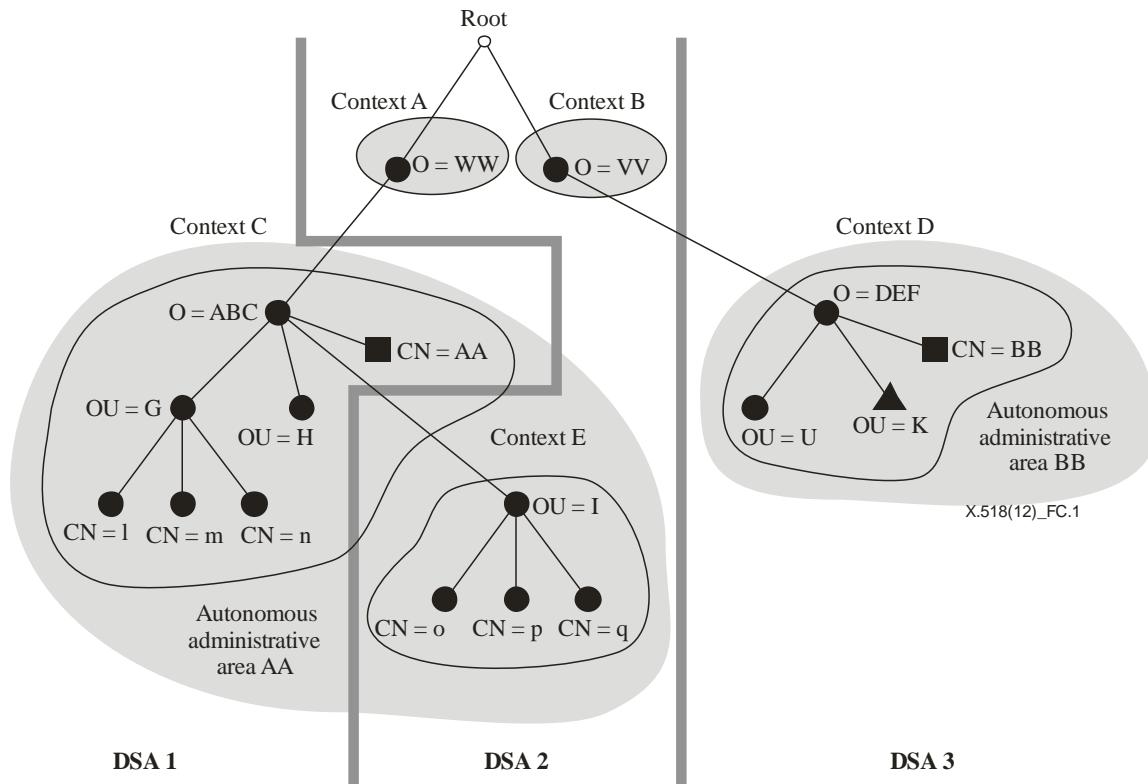 Root
Context A
Context B
O = WW
O = VV
Context C
Context D
O = ABC
CN = AA
O = DEF
CN = BB
OU = G
OU = H
Context E
OU = U
OU = K
Autonomous
administrative
area BB
OU = I
X.518(12)_FC.1
CN = l
CN = m
CN = n
CN = o
CN = p
CN = q
Autonomous
administrative
area AA
DSA 1
DSA 2
DSA 3